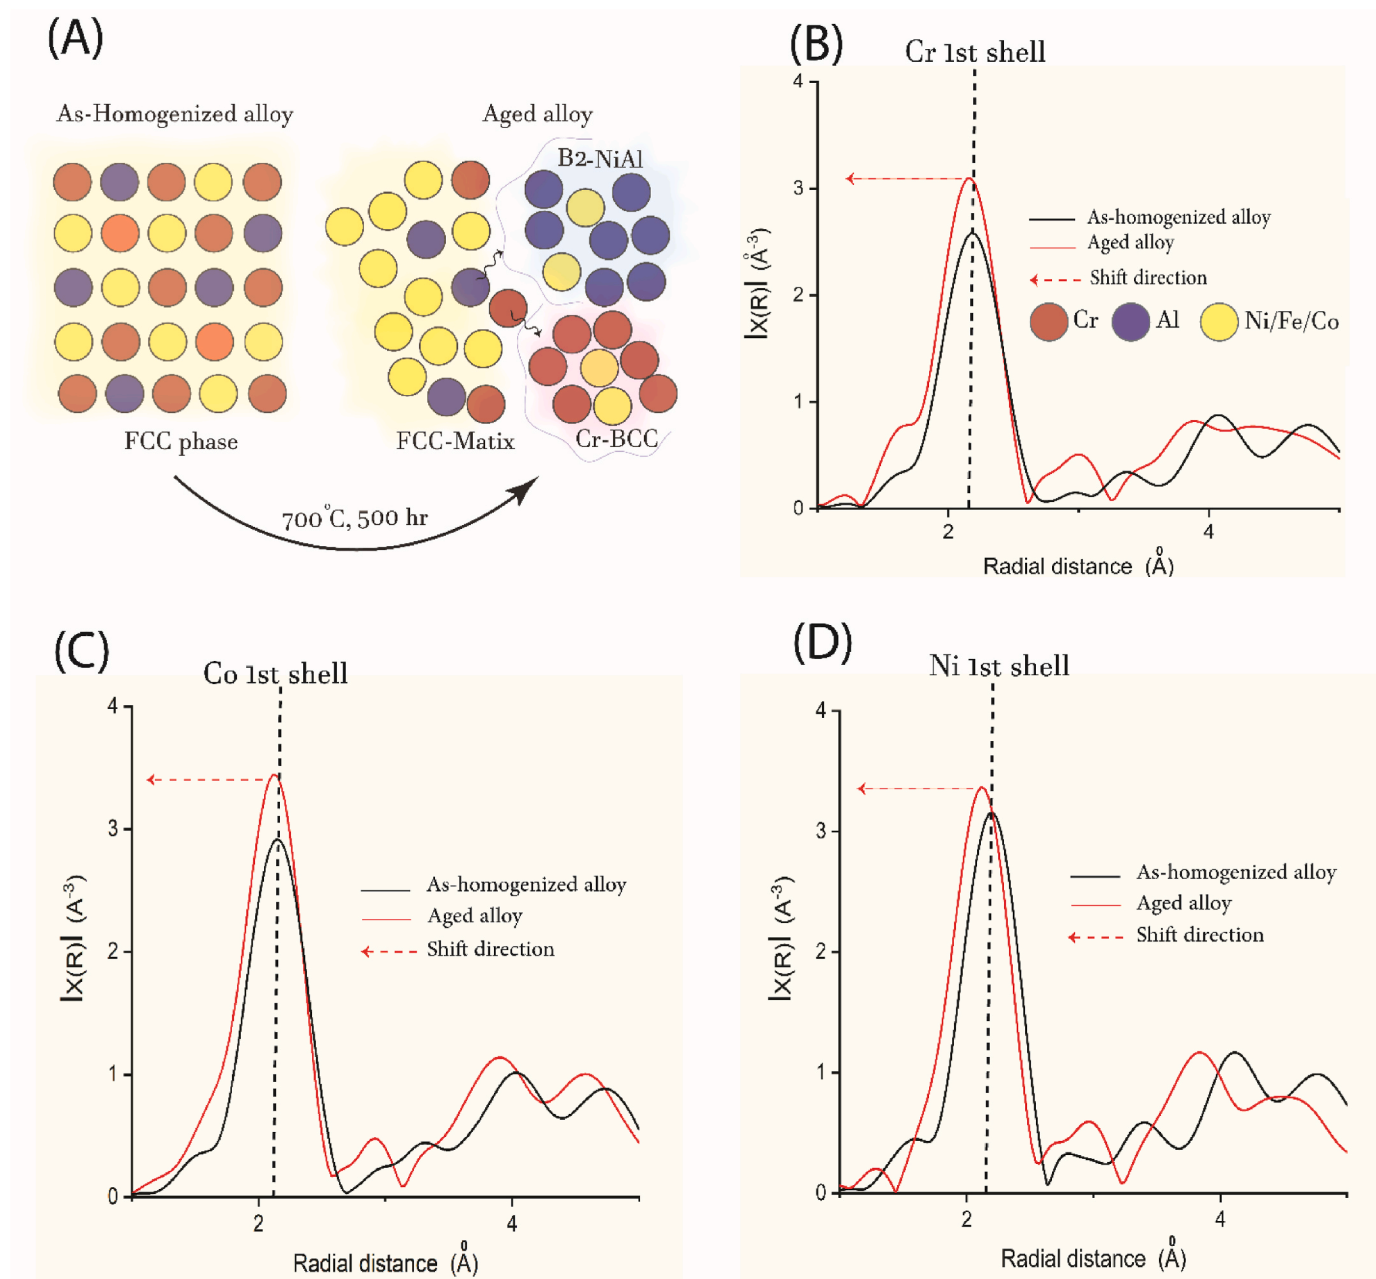 (A)
As-Homogenized alloy
Aged alloy
B2-NiAl
FCC phase
FCC-Matix
Cr-BCC
700°C, 500 hr
(B)
Cr 1st shell
4
3
2
1
0
|X(R)| (Å-3)
As-homogenized alloy
Aged alloy
Shift direction
Cr
Al
Ni/Fe/Co
2
4
Radial distance (Å)
(C)
Co 1st shell
4
3
2
1
0
|X(R)| (A-3)
As-homogenized alloy
Aged alloy
Shift direction
2
4
Radial distance (Å)
(D)
Ni 1st shell
4
3
2
1
0
|X(R)| (A-3)
As-homogenized alloy
Aged alloy
Shift direction
2
4
Radial distance (Å)